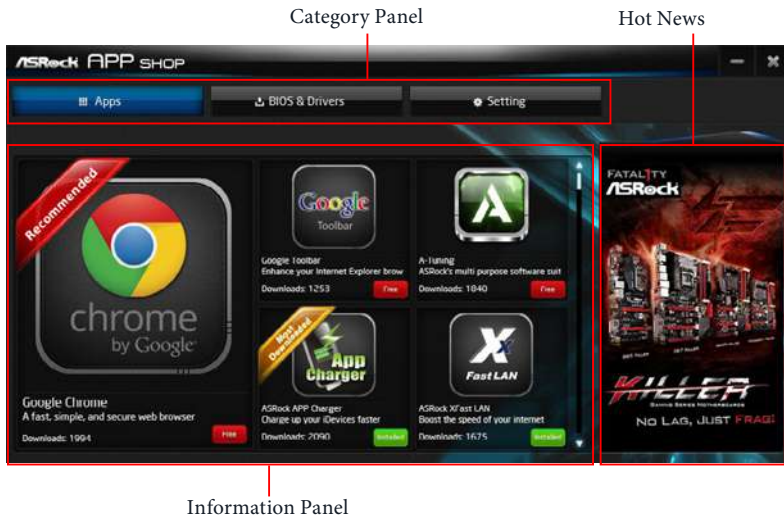 Category Panel
Hot News
ASRock APP SHOP
Apps
BIOS & Drivers
Setting
Recommended
chrome
by Google
Google Chrome
A fast, simple, and secure web browser
Downloads: 1994
Free
Google
Toolbar
Google Toolbar
Enhance your Internet Explorer brow
Downloads: 1253
Free
A-Tuning
ASRock's multi purpose software suit
Downloads: 1840
Free
Most
Downloaded
App
Charger
ASRock APP Charger
Charge up your iDevices faster
Downloads: 2090
Installed
Fast LAN
ASRock XFast LAN
Boost the speed of your internet
Downloads: 1675
Installed
FATAL1TY
ASRock
KILLER
GAMING SERIES MOTHERBOARDS
NO LAG, JUST FRAG!
Information Panel